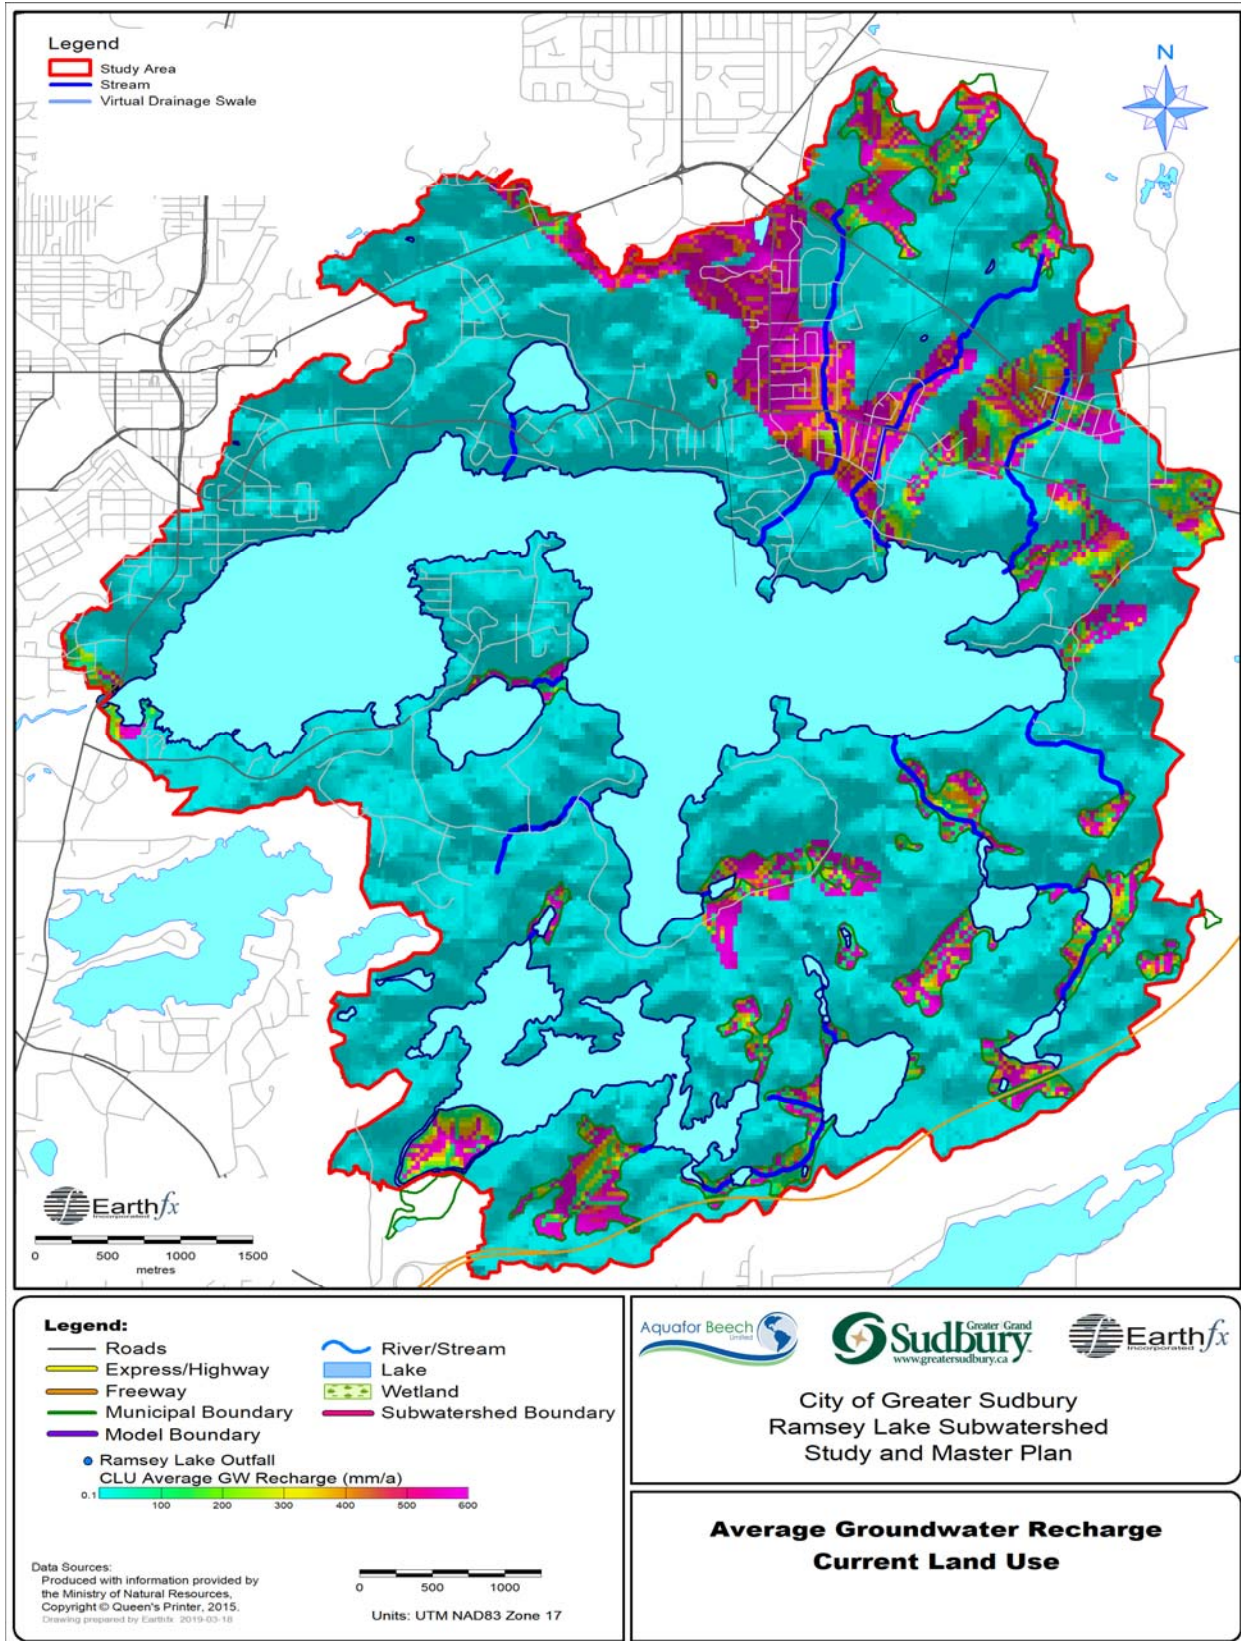 Legend
Study Area
Stream
Virtual Drainage Swale
N
Earthfx
Incorporated
0 500 1000 1500
metres
Legend:
Roads
Express/Highway
Freeway
Municipal Boundary
Model Boundary
River/Stream
Lake
Wetland
Subwatershed Boundary
Ramsey Lake Outfall
CLU Average GW Recharge (mm/a)
0.1 100 200 300 400 500 600
Data Sources:
Produced with information provided by
the Ministry of Natural Resources,
Copyright © Queen's Printer, 2015.
Drawing prepared by Earthfx 2019-03-18
0 500 1000
Units: UTM NAD83 Zone 17
Aquafor Beech
Limited
Greater Grand
Sudbury
www.greatersudbury.ca
Earthfx
Incorporated
City of Greater Sudbury
Ramsey Lake Subwatershed
Study and Master Plan
Average Groundwater Recharge
Current Land Use